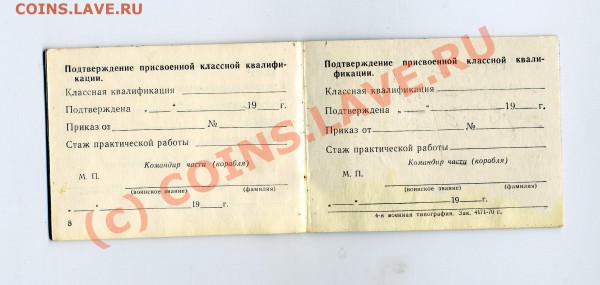 COINS.LAVE.RU
Подтверждение присвоенной классной квалифи-
кации.
Классная квалификация
Подтверждена „ “ 19 г.
Приказ от №
Стаж практической работы
Командир части (корабля)
М. П.
(воинское звание) (фамилия)
„ “ 19 г.
8
Подтверждение присвоенной классной квали-
фикации.
Классная квалификация
Подтверждена „ “ 19 г.
Приказ от №
Стаж практической работы
Командир части (корабля)
М. П.
(воинское звание) (фамилия)
„ “ 19 г.
4-я военная типография. Зак. 4171-70 г.
(c) COINS.LAVE.RU
COINS.LAVE.RU